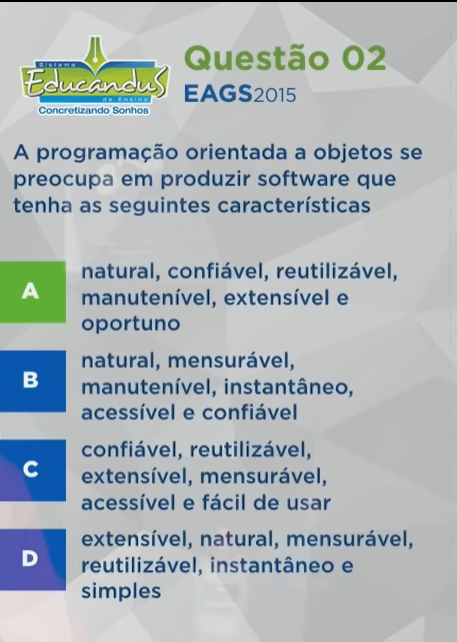 Sistema
Educandus
de Ensino
Concretizando Sonhos
Questão 02
EAGS2015
A programação orientada a objetos se
preocupa em produzir software que
tenha as seguintes características
A
natural, confiável, reutilizável,
manutenível, extensível e
oportuno
B
natural, mensurável,
manutenível, instantâneo,
acessível e confiável
C
confiável, reutilizável,
extensível, mensurável,
acessível e fácil de usar
D
extensível, natural, mensurável,
reutilizável, instantâneo e
simples